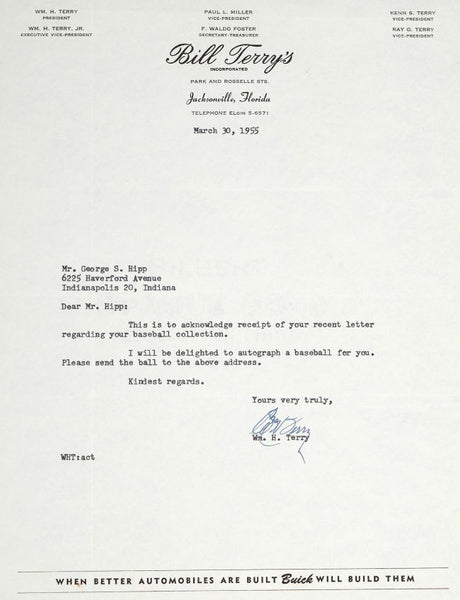 WM. H. TERRY
PRESIDENT
WM. H. TERRY, JR.
EXECUTIVE VICE-PRESIDENT
PAUL L. MILLER
VICE-PRESIDENT
F. WALDO FOSTER
SECRETARY-TREASURER
KENN S. TERRY
VICE-PRESIDENT
RAY G. TERRY
VICE-PRESIDENT
Bill Terry's
INCORPORATED
PARK AND ROSSELLE STS.
Jacksonville, Florida
TELEPHONE ELGIN 5-6571
March 30, 1955
Mr. George S. Hipp
6225 Haverford Avenue
Indianapolis 20, Indiana
Dear Mr. Hipp:
This is to acknowledge receipt of your recent letter
regarding your baseball collection.
I will be delighted to autograph a baseball for you.
Please send the ball to the above address.
Kindest regards.
Yours very truly,
Bill Terry
Wm. H. Terry
WHT:act
WHEN BETTER AUTOMOBILES ARE BUILT Buick WILL BUILD THEM